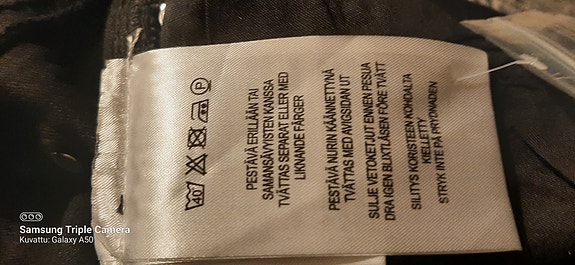 40
P
PESTÄVÄ ERILLÄÄN TAI
SAMANSÄVYISTEN KANSSA
TVÄTTAS SEPARAT ELLER MED
LIKNANDE FÄRGER
PESTÄVÄ NURIN KÄÄNNETTYNÄ
TVÄTTAS MED AVIGSIDAN UT
SULJE VETOKETJUT ENNEN PESUA
DRA IGEN BLIXTLÅSEN FÖRE TVÄTT
SILITYS KORISTEEN KOHDALTA
KIELLETTY
STRYK INTE PÅ PRYDNADEN
Samsung Triple Camera
Kuvattu: Galaxy A50